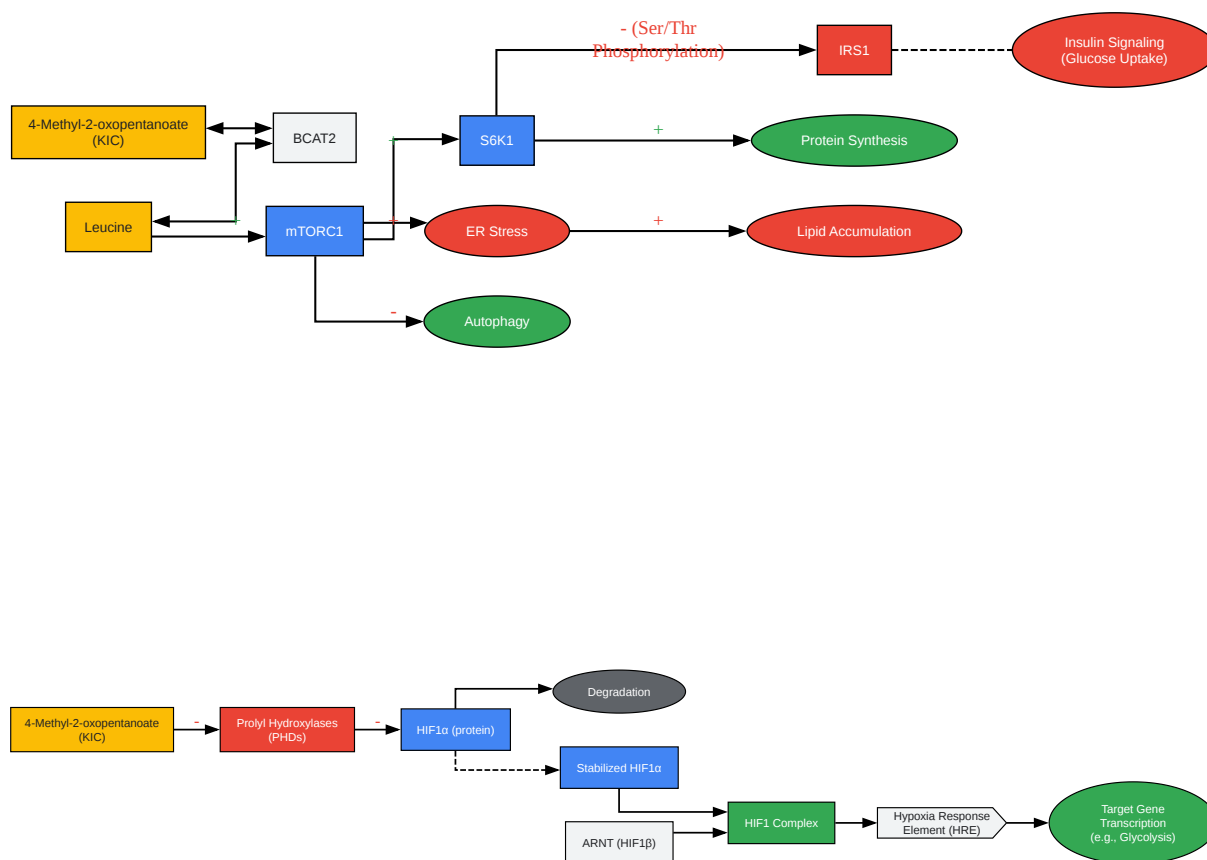 - (Ser/Thr
Phosphorylation)
IRS1
Insulin Signaling
(Glucose Uptake)
4-Methyl-2-oxopentanoate
(KIC)
BCAT2
+
S6K1
+
Protein Synthesis
Leucine
+
mTORC1
+
ER Stress
+
Lipid Accumulation
-
Autophagy
Degradation
4-Methyl-2-oxopentanoate
(KIC)
-
Prolyl Hydroxylases
(PHDs)
-
HIF1α (protein)
Stabilized HIF1α
HIF1 Complex
Hypoxia Response
Element (HRE)
Target Gene
Transcription
(e.g., Glycolysis)
ARNT (HIF1β)